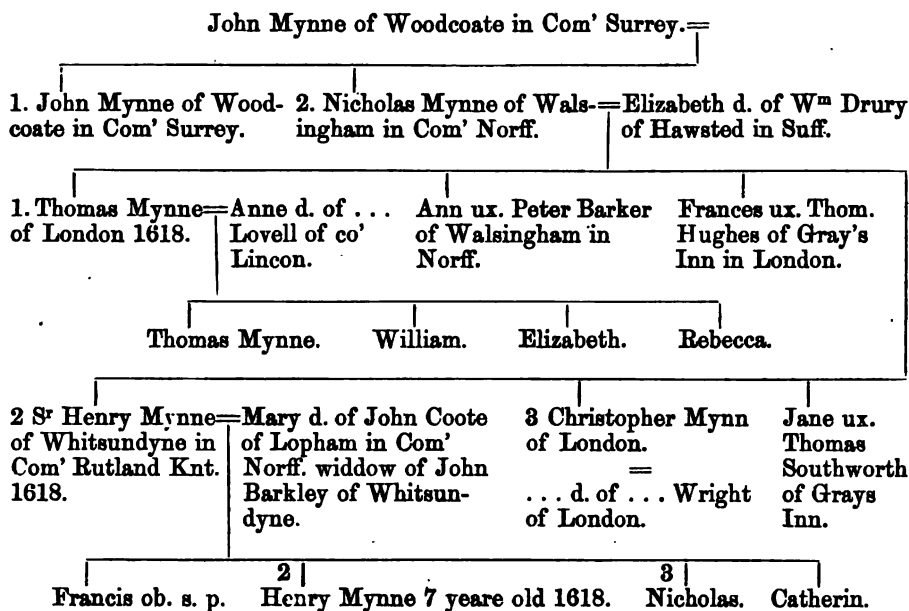 John Mynne of Woodcoate in Com' Surrey.=
1. John Mynne of Wood-
coate in Com' Surrey.
2. Nicholas Mynne of Wals-
ingham in Com' Norff.
=Elizabeth d. of Wm Drury
of Hawsted in Suff.
1. Thomas Mynne
of London 1618.
=Anne d. of . . .
Lovell of co'
Lincon.
Ann ux. Peter Barker
of Walsingham in
Norff.
Frances ux. Thom.
Hughes of Gray's
Inn in London.
Thomas Mynne. William. Elizabeth. Rebecca.
2 Sr Henry Mynne
of Whitsundyne in
Com' Rutland Knt.
1618.
=Mary d. of John Coote
of Lopham in Com'
Norff. widdow of John
Barkley of Whitsun-
dyne.
3 Christopher Mynn
of London.
=
. . . d. of . . . Wright
of London.
Jane ux.
Thomas
Southworth
of Grays
Inn.
Francis ob. s. p.
2
Henry Mynne 7 yeare old 1618.
3
Nicholas.
Catherin.